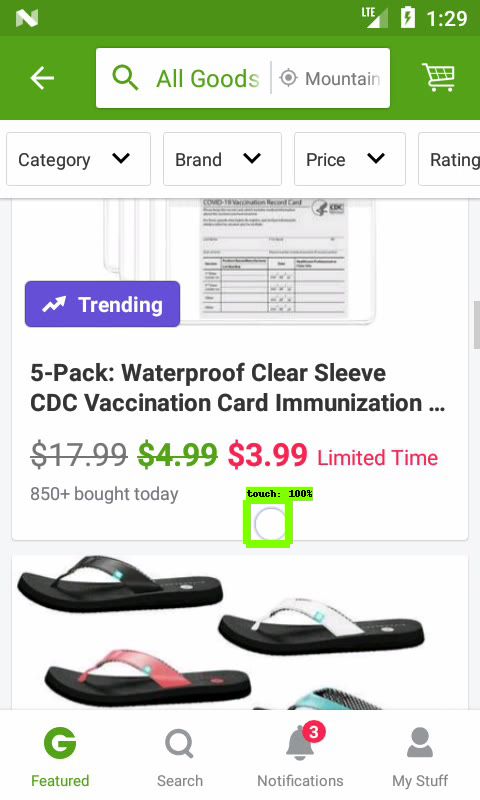 LTE 1:29
All Goods Mountain
Category Brand Price Rating
COVID-19 Vaccination Record Card
CDC
Trending
5-Pack: Waterproof Clear Sleeve
CDC Vaccination Card Immunization ...
$17.99 $4.99 $3.99 Limited Time
850+ bought today
touch: 100%
3
Featured Search Notifications My Stuff